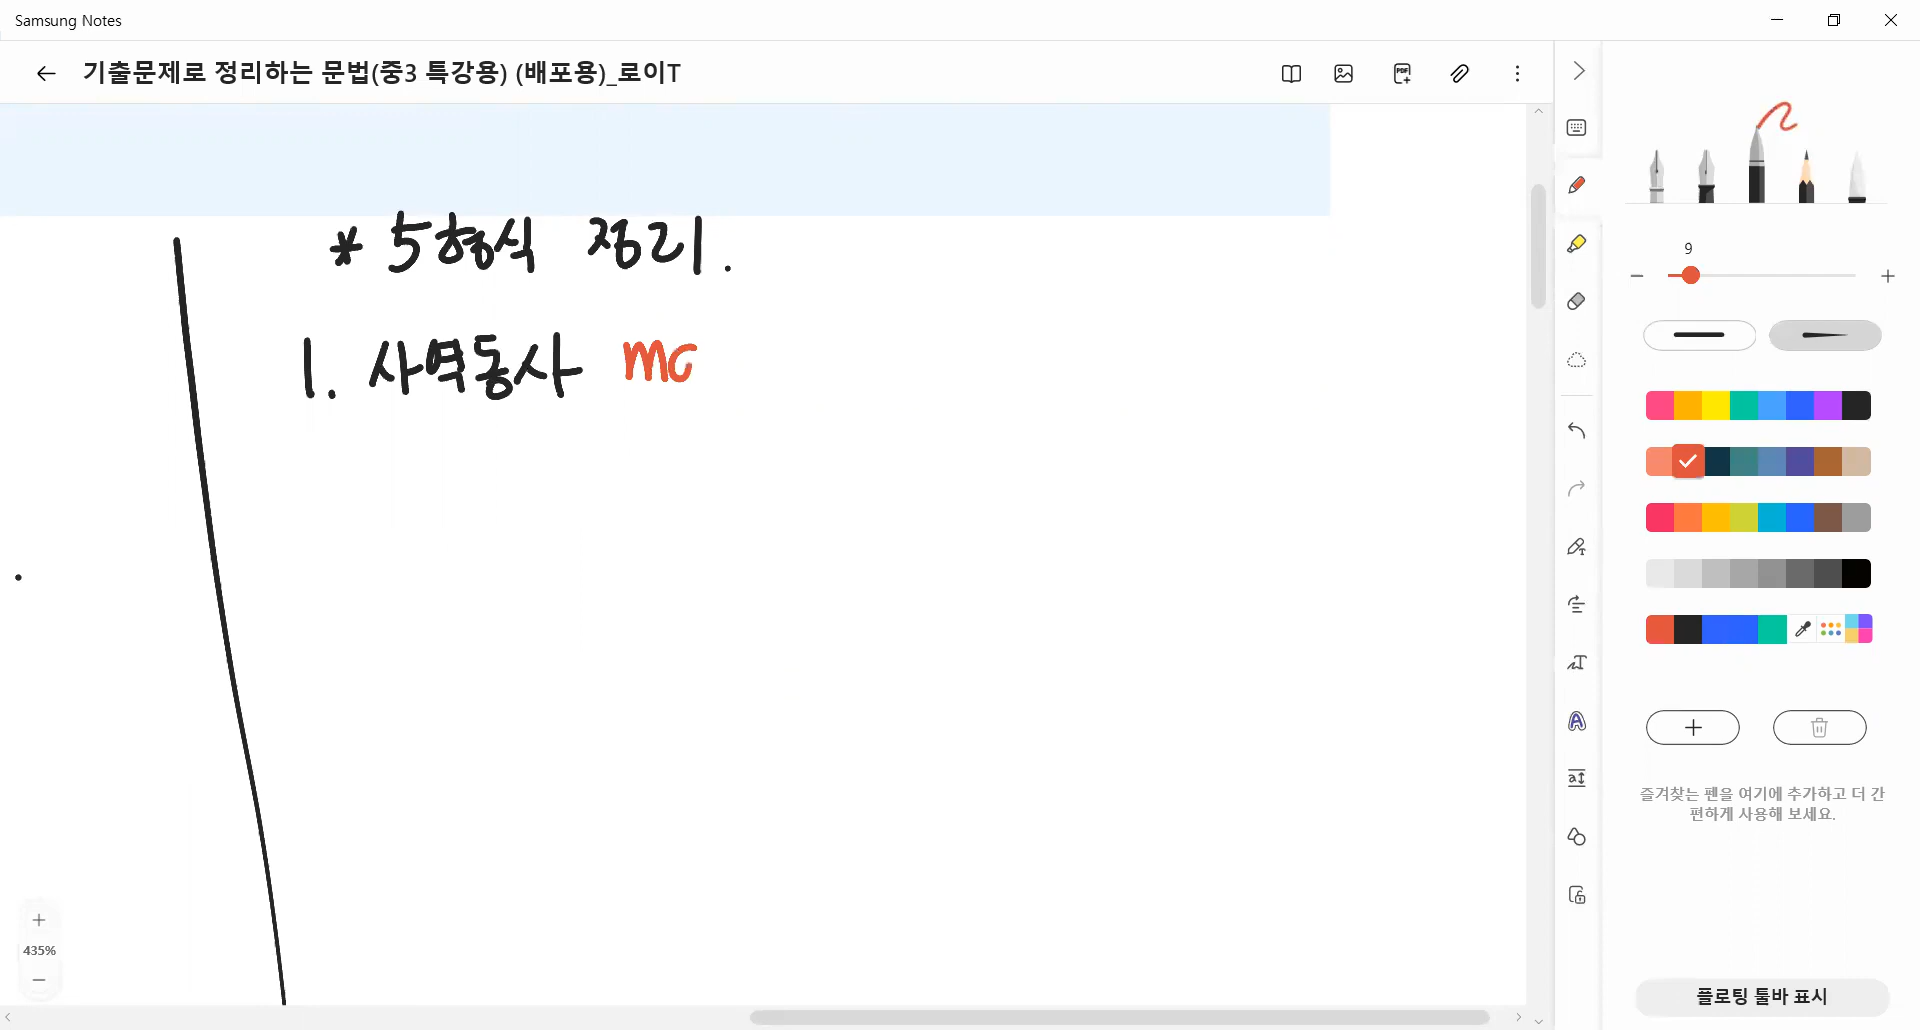 Samsung Notes
기출문제로 정리하는 문법(중3 특강용) (배포용)_로이T
PDF
* 5형식 정리.
1. 사역동사 mc
9
즐겨찾는 펜을 여기에 추가하고 더 간
편하게 사용해 보세요.
435%
플로팅 툴바 표시